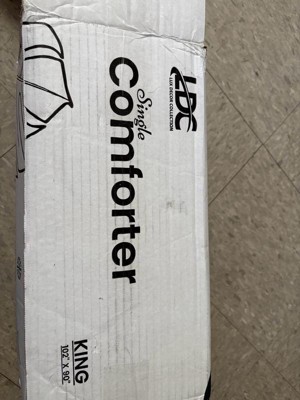 LDC
LUX DECOR COLLECTION
Single
Comforter
KING
102" X 90"